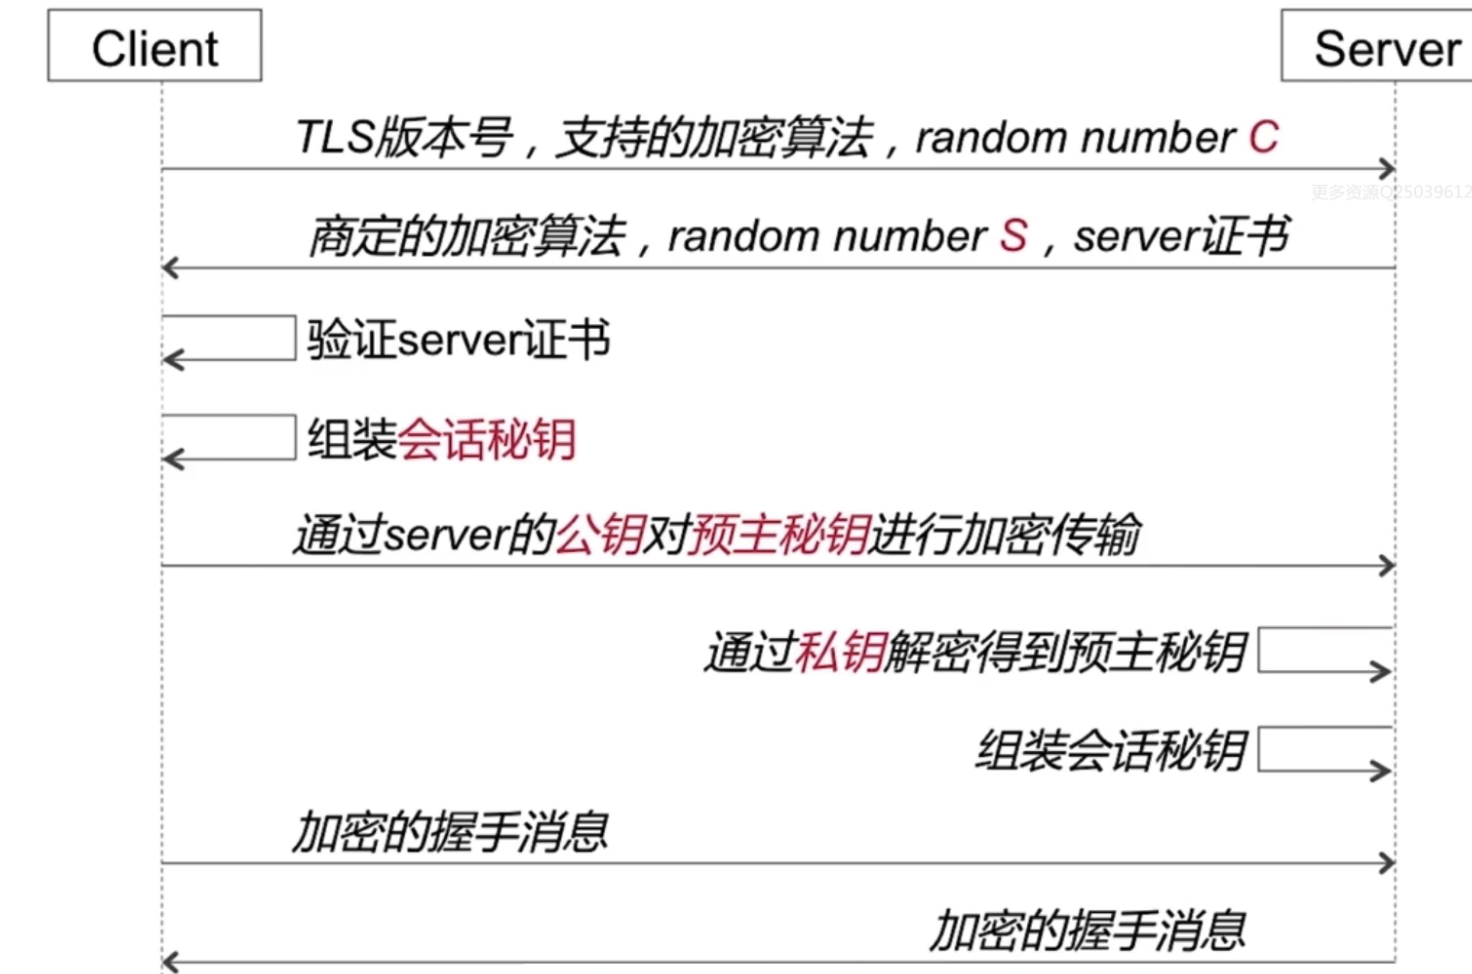 Client
Server
TLS版本号，支持的加密算法，random number C
更多资源Q25039612
商定的加密算法，random number S，server证书
验证server证书
组装会话秘钥
通过server的公钥对预主秘钥进行加密传输
通过私钥解密得到预主秘钥
组装会话秘钥
加密的握手消息
加密的握手消息